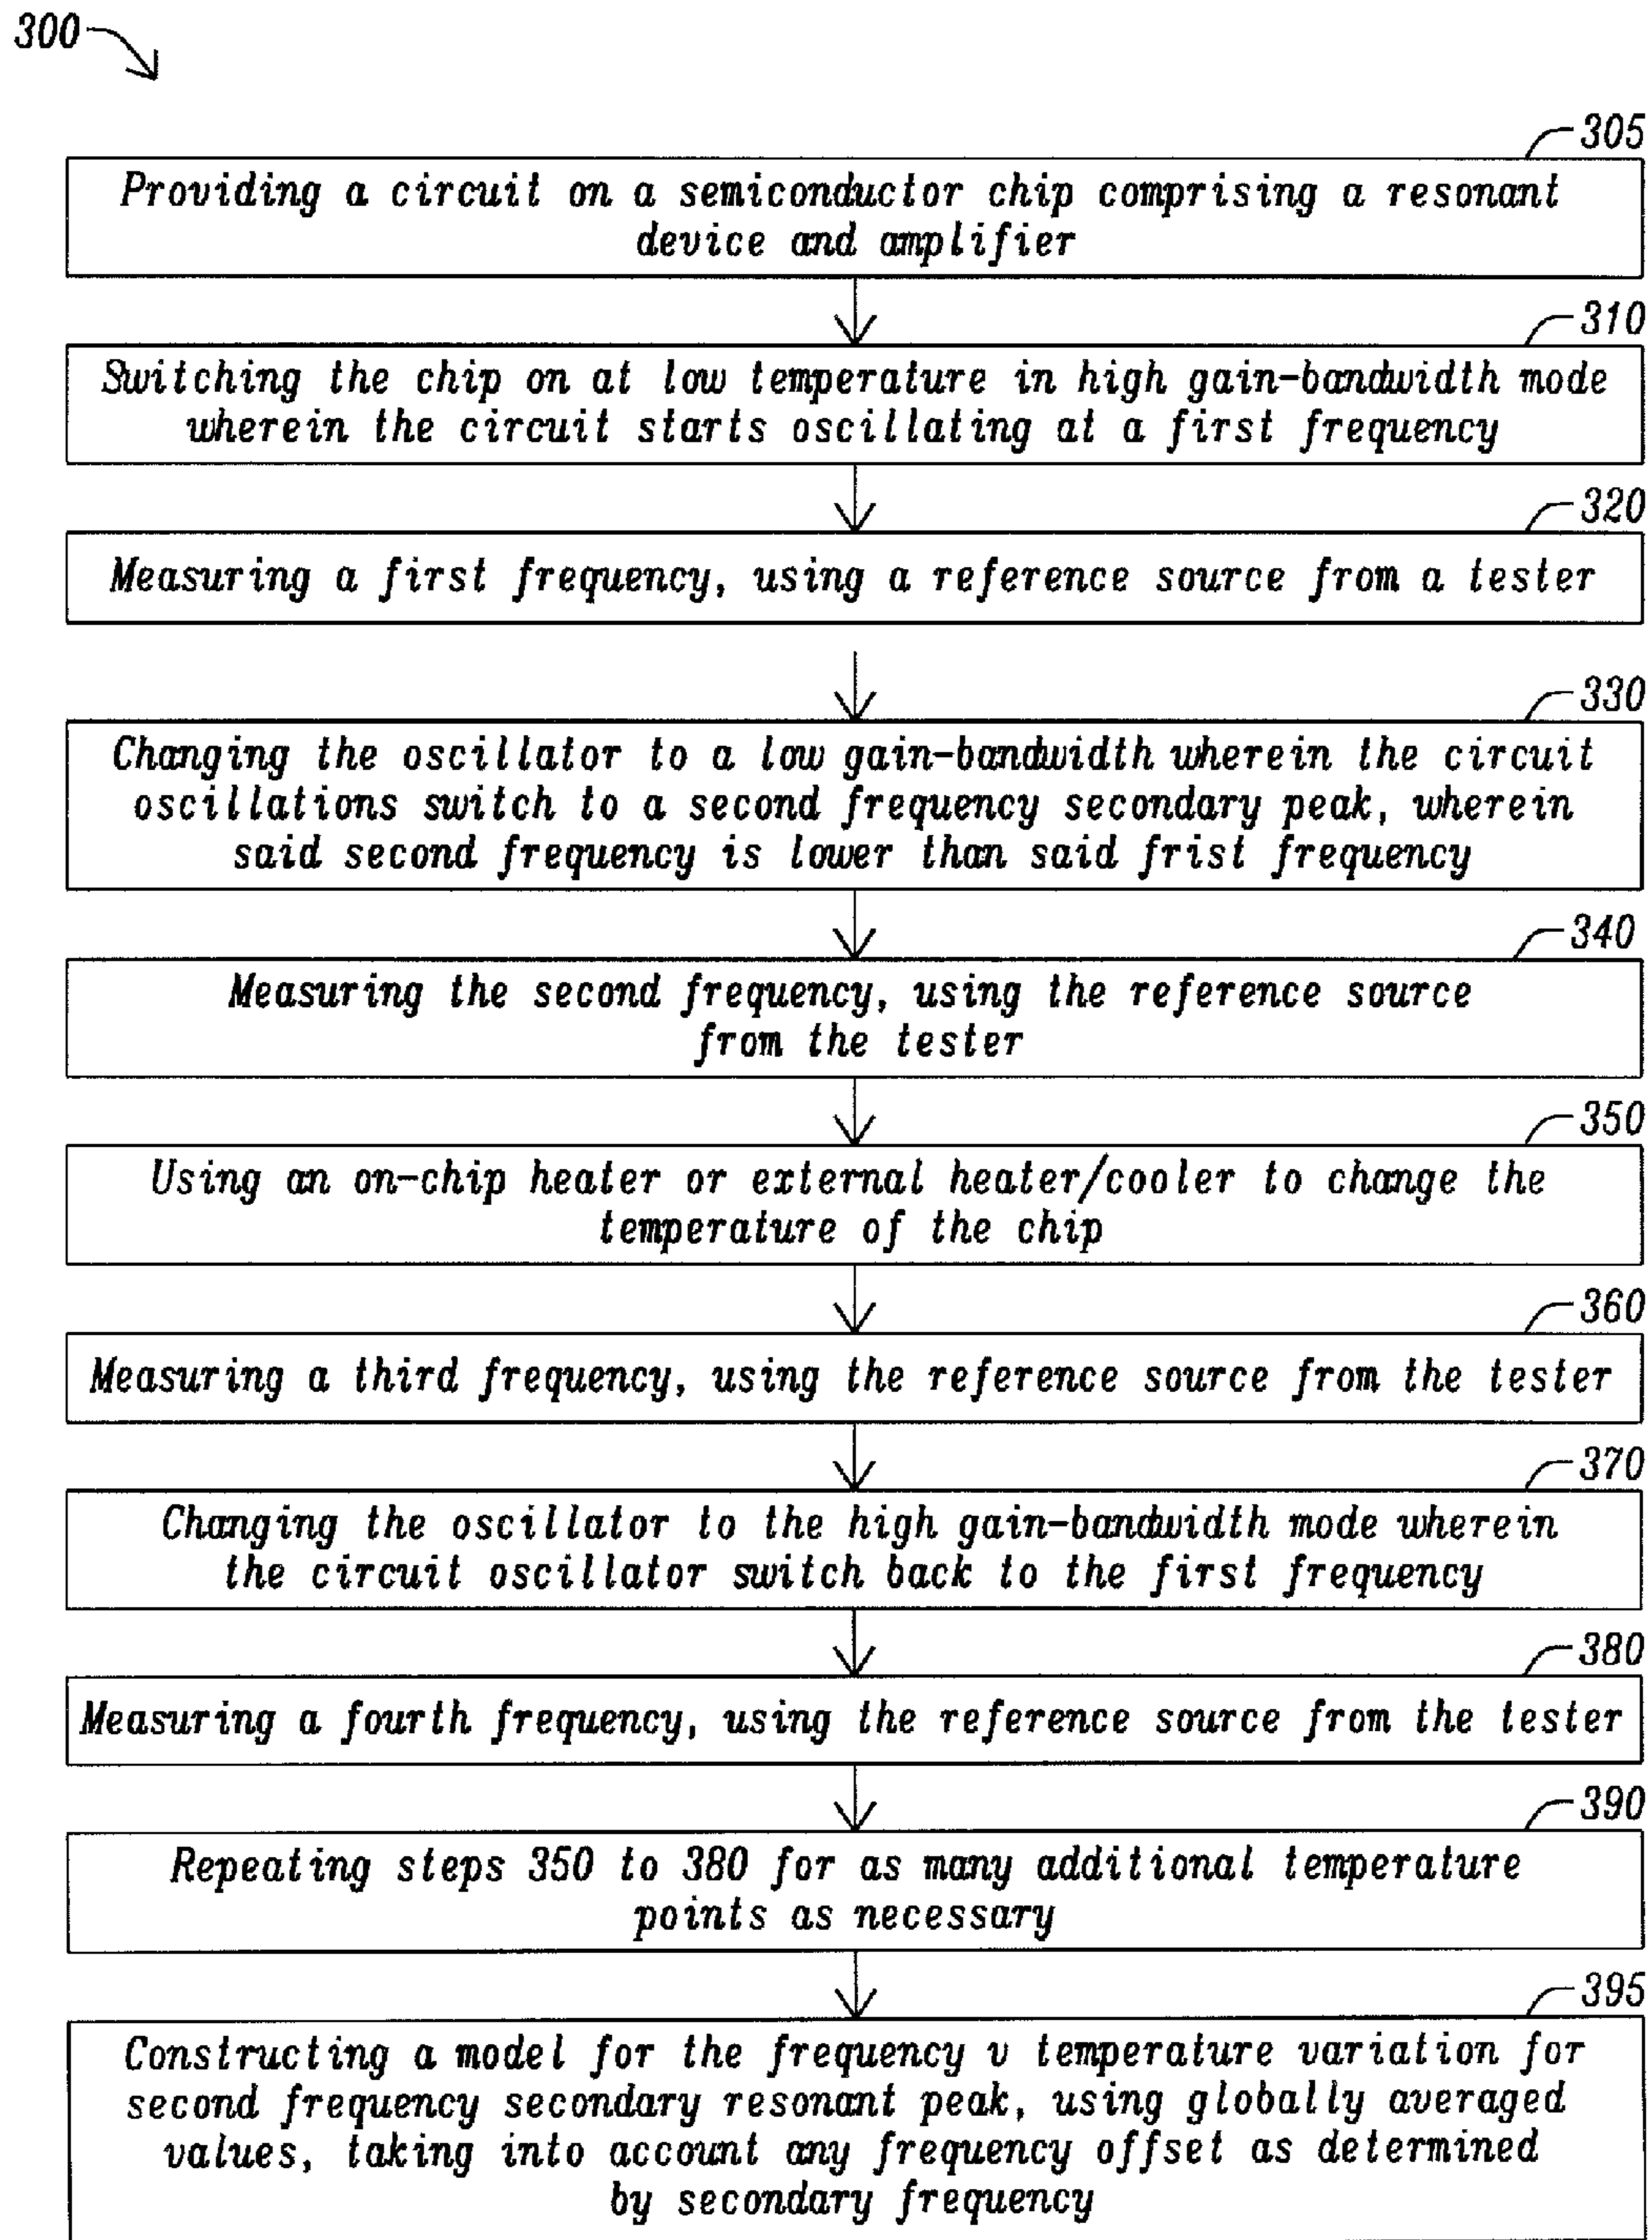 300
305
Providing a circuit on a semiconductor chip comprising a resonant
device and amplifier
310
Switching the chip on at low temperature in high gain-bandwidth mode
wherein the circuit starts oscillating at a first frequency
320
Measuring a first frequency, using a reference source from a tester
330
Changing the oscillator to a low gain-bandwidth wherein the circuit
oscillations switch to a second frequency secondary peak, wherein
said second frequency is lower than said frist frequency
340
Measuring the second frequency, using the reference source
from the tester
350
Using an on-chip heater or external heater/cooler to change the
temperature of the chip
360
Measuring a third frequency, using the reference source from the tester
370
Changing the oscillator to the high gain-bandwidth mode wherein
the circuit oscillator switch back to the first frequency
380
Measuring a fourth frequency, using the reference source from the tester
390
Repeating steps 350 to 380 for as many additional temperature
points as necessary
395
Constructing a model for the frequency v temperature variation for
second frequency secondary resonant peak, using globally averaged
values, taking into account any frequency offset as determined
by secondary frequency